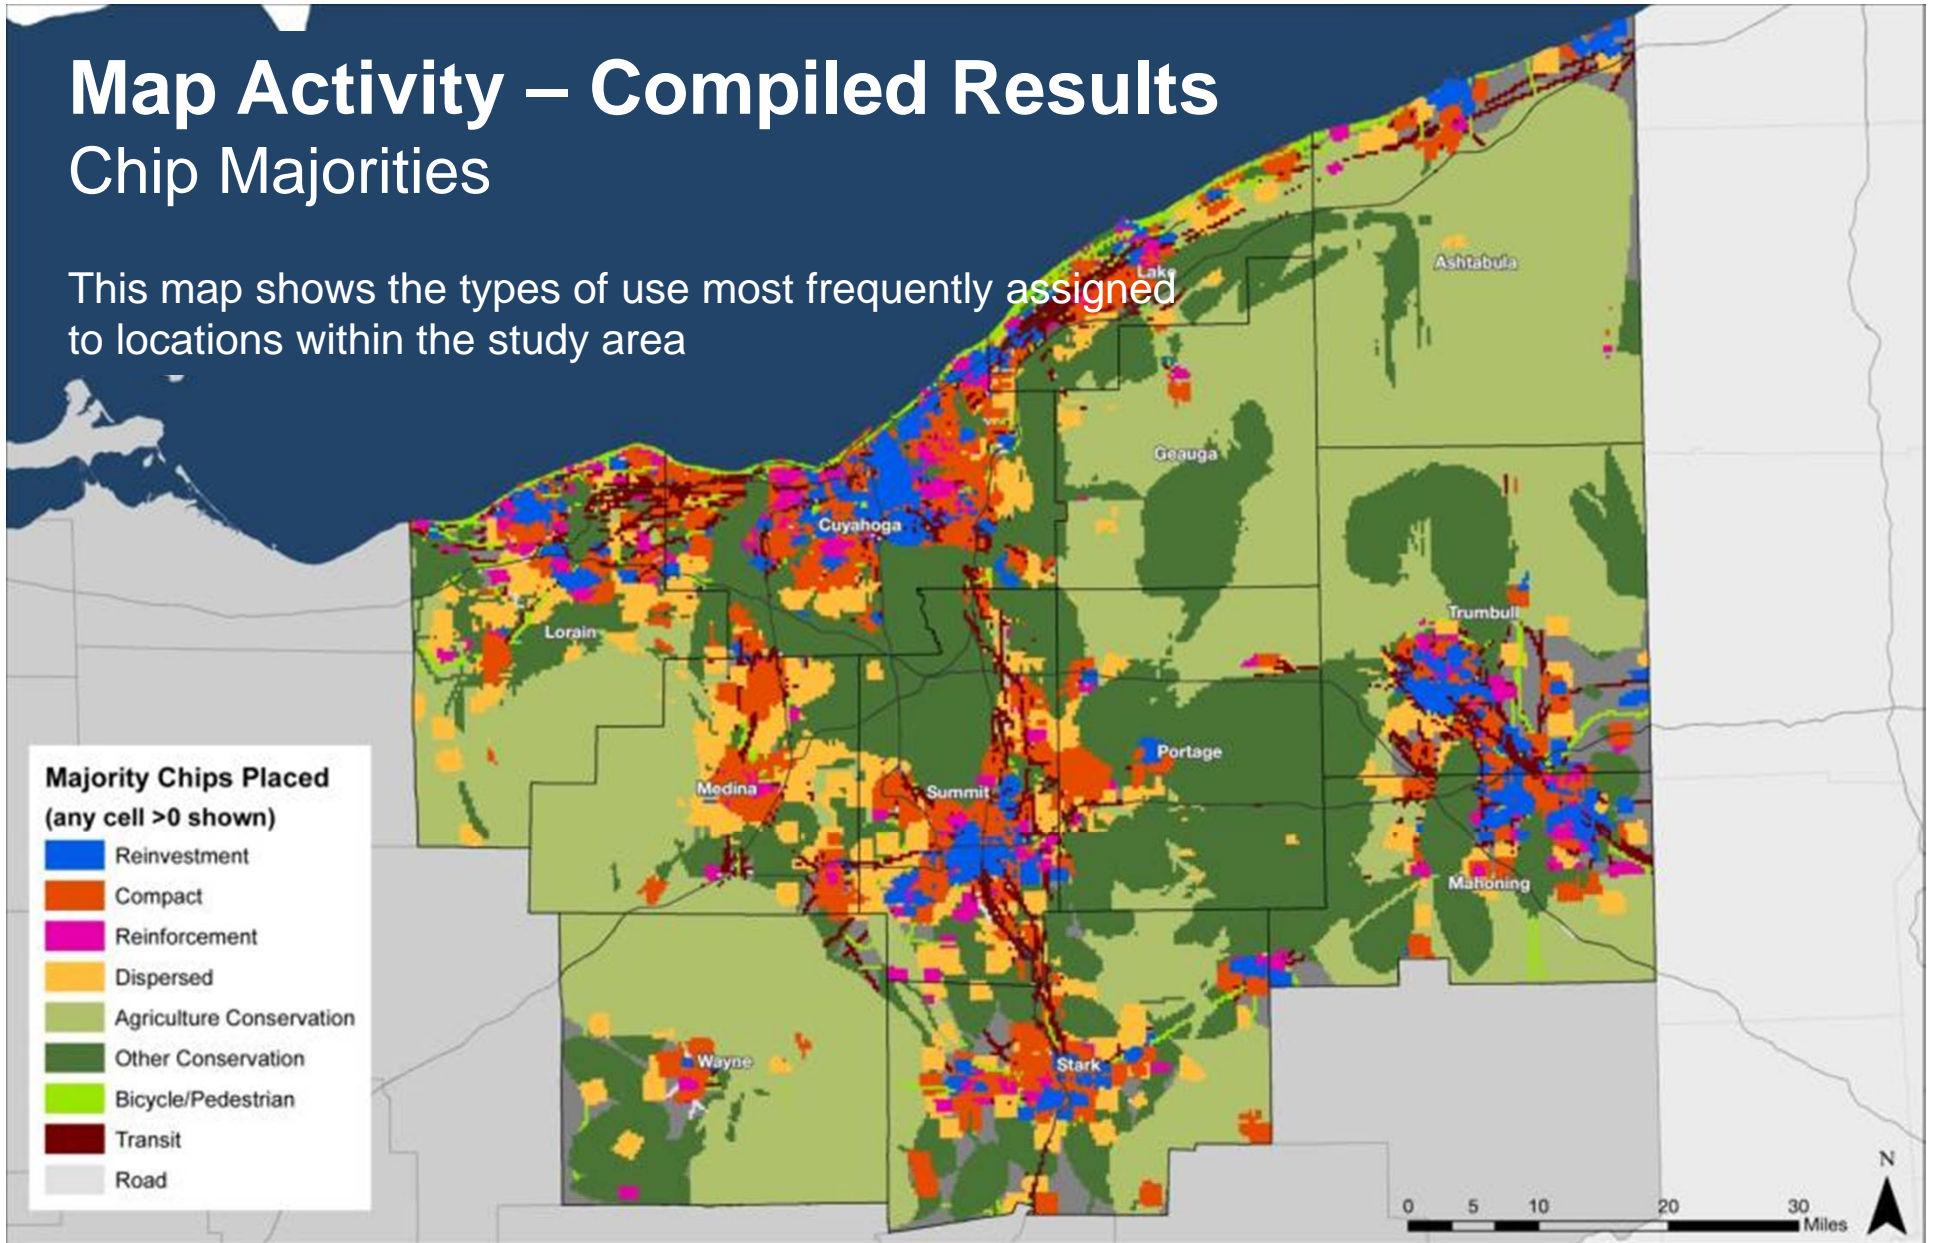 Map Activity – Compiled Results
Chip Majorities
This map shows the types of use most frequently assigned
to locations within the study area
Lake
Ashtabula
Geauga
Cuyahoga
Trumbull
Lorain
Portage
Medina
Summit
Mahoning
Wayne
Stark
Majority Chips Placed
(any cell >0 shown)
Reinvestment
Compact
Reinforcement
Dispersed
Agriculture Conservation
Other Conservation
Bicycle/Pedestrian
Transit
Road
N
0 5 10 20 30
Miles